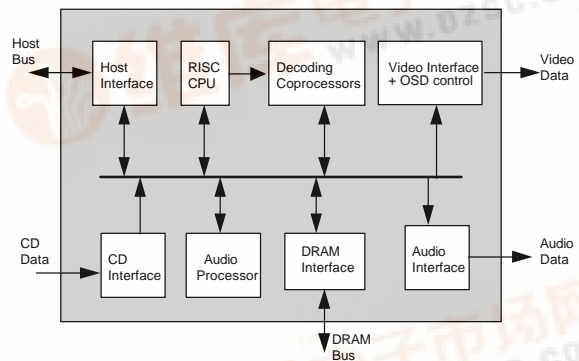 Host
Bus
Host
Interface
RISC
CPU
Decoding
Coprocessors
Video Interface
+ OSD control
Video
Data
CD
Data
CD
Interface
Audio
Processor
DRAM
Interface
Audio
Interface
Audio
Data
DRAM
Bus